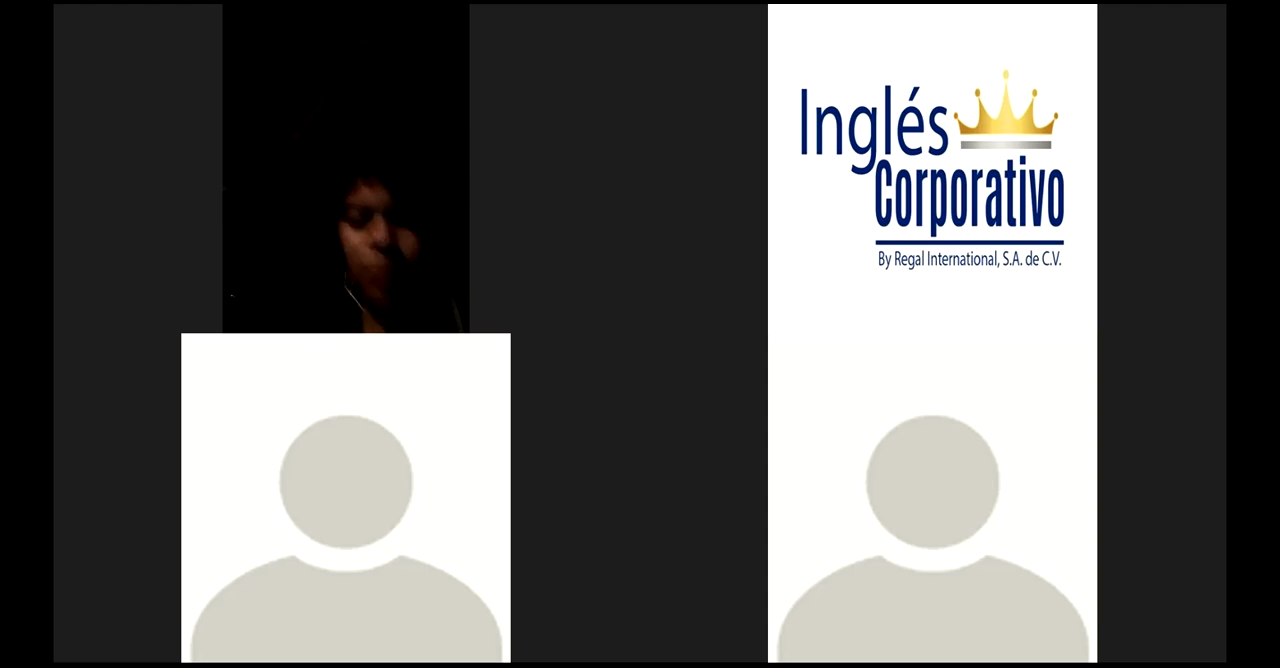 Inglés
Corporativo
By Regal International, S.A. de C.V.